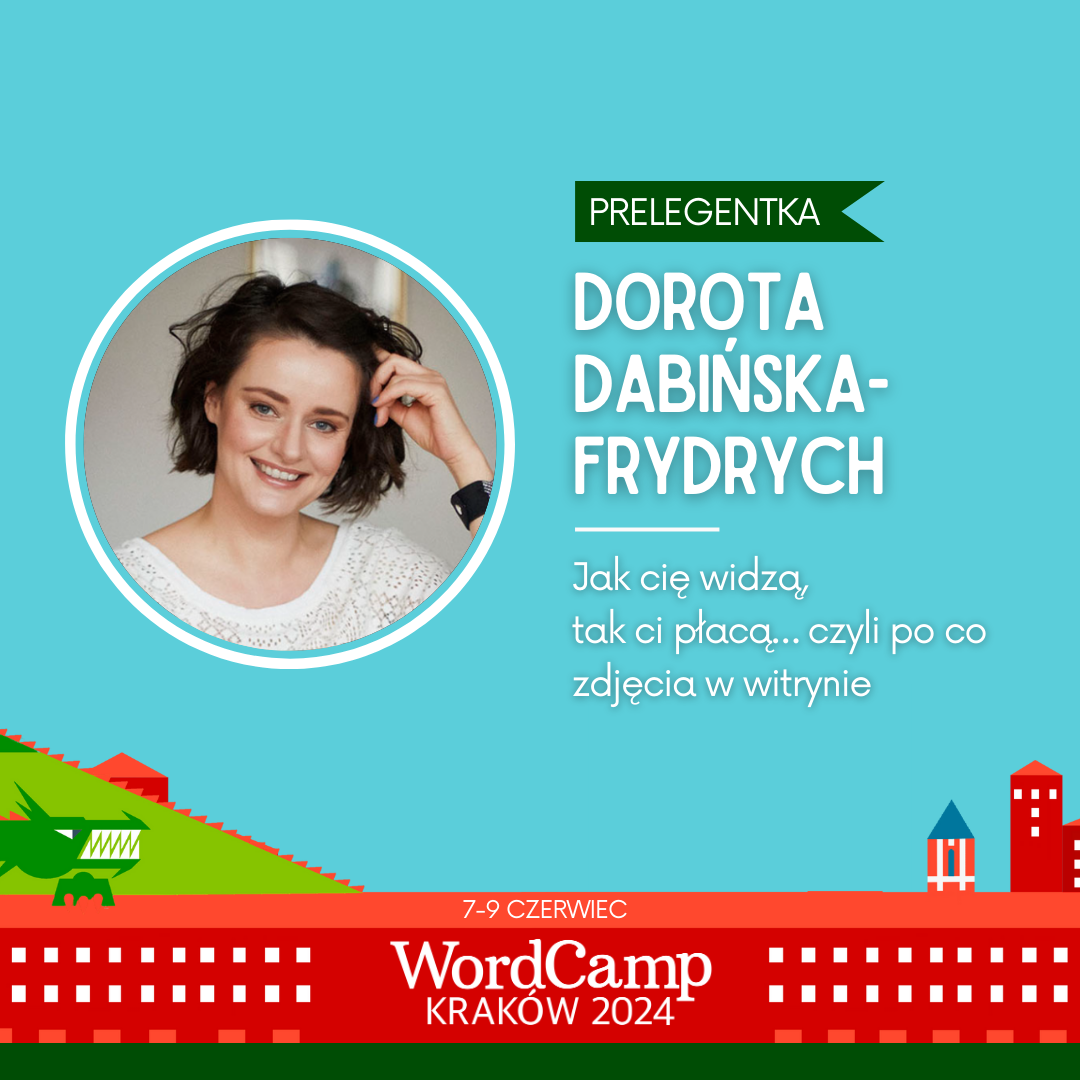 PRELEGENTKA
DOROTA
DABIŃSKA-
FRYDRYCH
Jak cię widzą,
tak ci płacą... czyli po co
zdjęcia w witrynie
7-9 CZERWIEC
WordCamp
KRAKÓW 2024